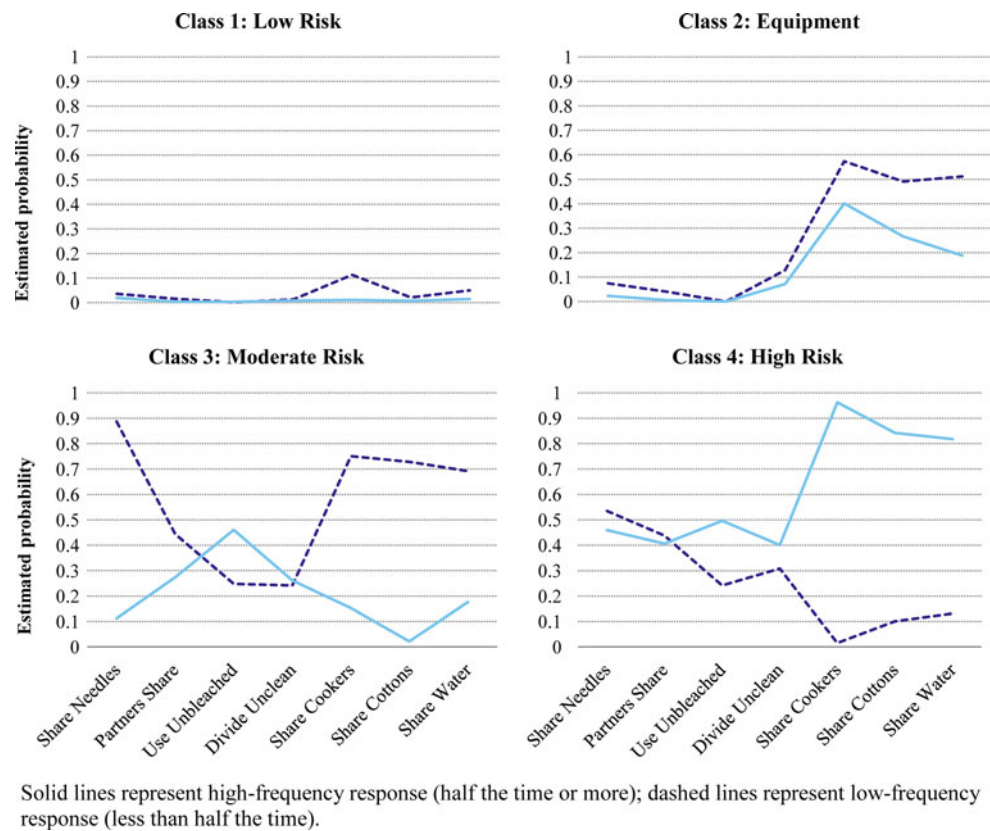 Class 1: Low Risk
1
0.9
0.8
0.7
0.6
0.5
0.4
0.3
0.2
0.1
0
Estimated probability
Class 2: Equipment
1
0.9
0.8
0.7
0.6
0.5
0.4
0.3
0.2
0.1
0
Class 3: Moderate Risk
1
0.9
0.8
0.7
0.6
0.5
0.4
0.3
0.2
0.1
0
Estimated probability
Share Needles
Partners Share
Use Unbleached
Divide Unclean
Share Cookers
Share Cottons
Share Water
Class 4: High Risk
1
0.9
0.8
0.7
0.6
0.5
0.4
0.3
0.2
0.1
0
Share Needles
Partners Share
Use Unbleached
Divide Unclean
Share Cookers
Share Cottons
Share Water
Solid lines represent high-frequency response (half the time or more); dashed lines represent low-frequency
response (less than half the time).